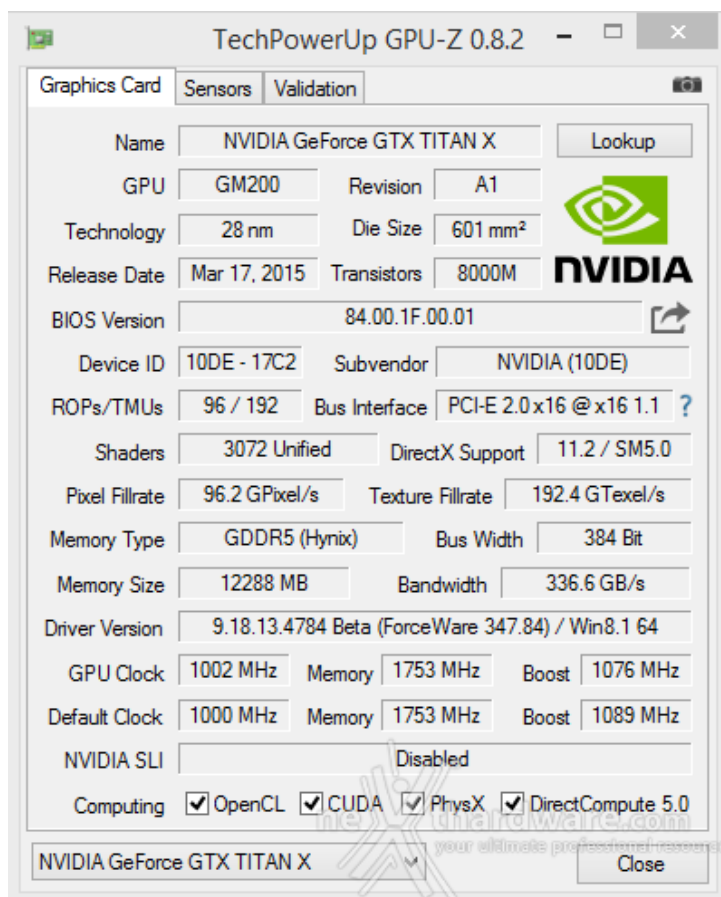 TechPowerUp GPU-Z 0.8.2
Graphics Card Sensors Validation
Name NVIDIA GeForce GTX TITAN X Lookup
GPU GM200 Revision A1
Technology 28 nm Die Size 601 mm²
Release Date Mar 17, 2015 Transistors 8000M
NVIDIA
BIOS Version 84.00.1F.00.01
Device ID 10DE - 17C2 Subvendor NVIDIA (10DE)
ROPs/TMUs 96 / 192 Bus Interface PCI-E 2.0 x16 @ x16 1.1 ?
Shaders 3072 Unified DirectX Support 11.2 / SM5.0
Pixel Fillrate 96.2 GPixel/s Texture Fillrate 192.4 GTexel/s
Memory Type GDDR5 (Hynix) Bus Width 384 Bit
Memory Size 12288 MB Bandwidth 336.6 GB/s
Driver Version 9.18.13.4784 Beta (ForceWare 347.84) / Win8.1 64
GPU Clock 1002 MHz Memory 1753 MHz Boost 1076 MHz
Default Clock 1000 MHz Memory 1753 MHz Boost 1089 MHz
NVIDIA SLI Disabled
Computing OpenCL CUDA PhysX DirectCompute 5.0
your ultimate professional resource
NVIDIA GeForce GTX TITAN X Close